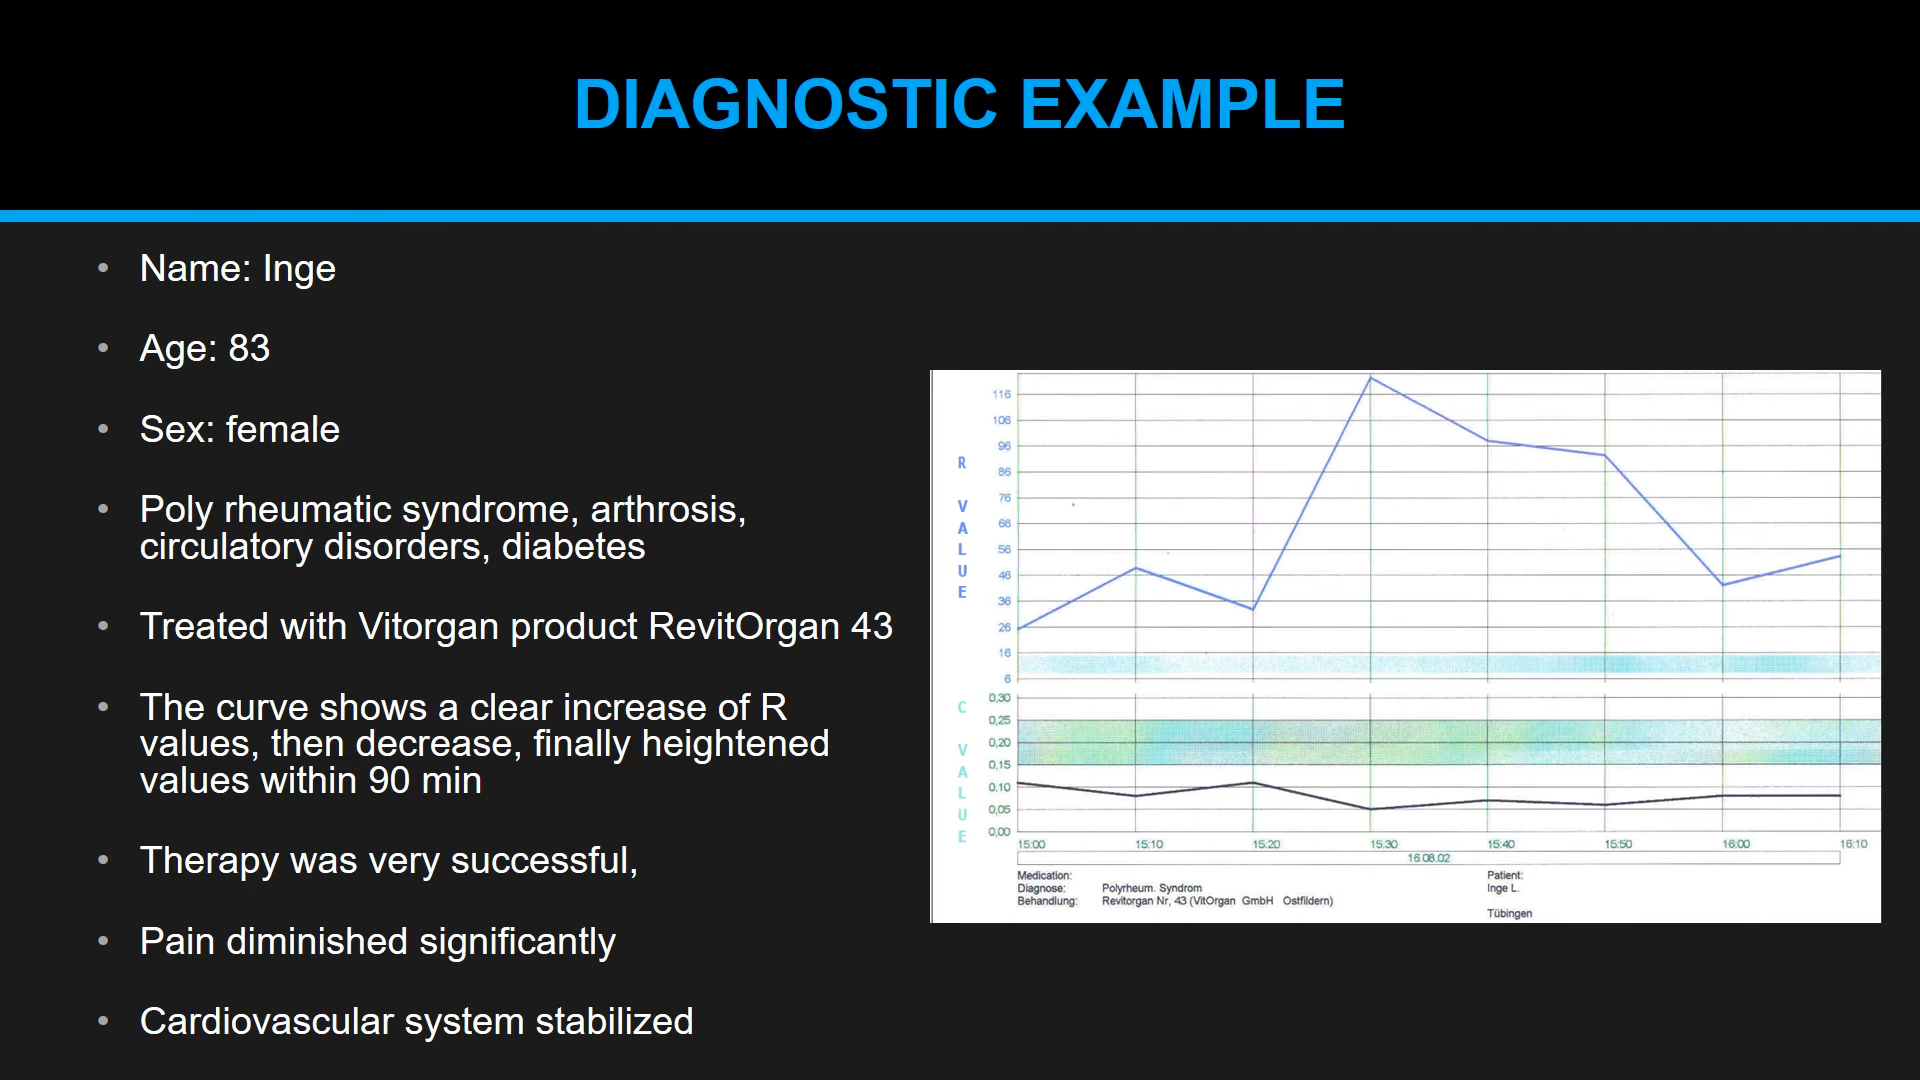 DIAGNOSTIC EXAMPLE
• Name: Inge
• Age: 83
• Sex: female
• Poly rheumatic syndrome, arthrosis,
circulatory disorders, diabetes
• Treated with Vitorgan product RevitOrgan 43
• The curve shows a clear increase of R
values, then decrease, finally heightened
values within 90 min
• Therapy was very successful,
• Pain diminished significantly
• Cardiovascular system stabilized
R VALUE
116
106
96
86
76
66
56
46
36
26
16
6
C VALUE
0,30
0,25
0,20
0,15
0,10
0,05
0,00
15:00 15:10 15:20 15:30 15:40 15:50 16:00 16:10
16.08.02
Medication: Patient:
Diagnose: Polyrheum. Syndrom Inge L.
Behandlung: Revitorgan Nr, 43 (VitOrgan GmbH Ostfildern)
Tübingen